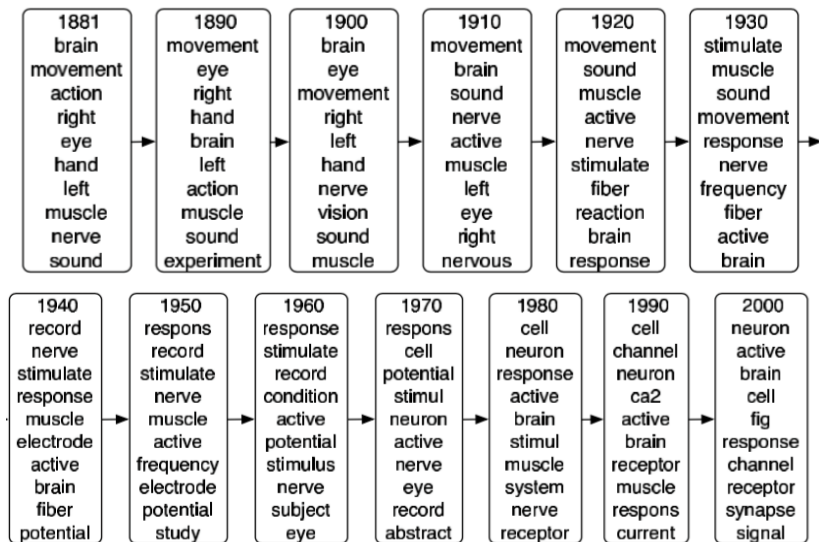 1881
brain
movement
action
right
eye
hand
left
muscle
nerve
sound
1890
movement
eye
right
hand
brain
left
action
muscle
sound
experiment
1900
brain
eye
movement
right
left
hand
nerve
vision
sound
muscle
1910
movement
brain
sound
nerve
active
muscle
left
eye
right
nervous
1920
movement
sound
muscle
active
nerve
stimulate
fiber
reaction
brain
response
1930
stimulate
muscle
sound
movement
response
nerve
frequency
fiber
active
brain
1940
record
nerve
stimulate
response
muscle
electrode
active
brain
fiber
potential
1950
respons
record
stimulate
nerve
muscle
active
frequency
electrode
potential
study
1960
response
stimulate
record
condition
active
potential
stimulus
nerve
subject
eye
1970
respons
cell
potential
stimul
neuron
active
nerve
eye
record
abstract
1980
cell
neuron
response
active
brain
stimul
muscle
system
nerve
receptor
1990
cell
channel
neuron
ca2
active
brain
receptor
muscle
respons
current
2000
neuron
active
brain
cell
fig
response
channel
receptor
synapse
signal